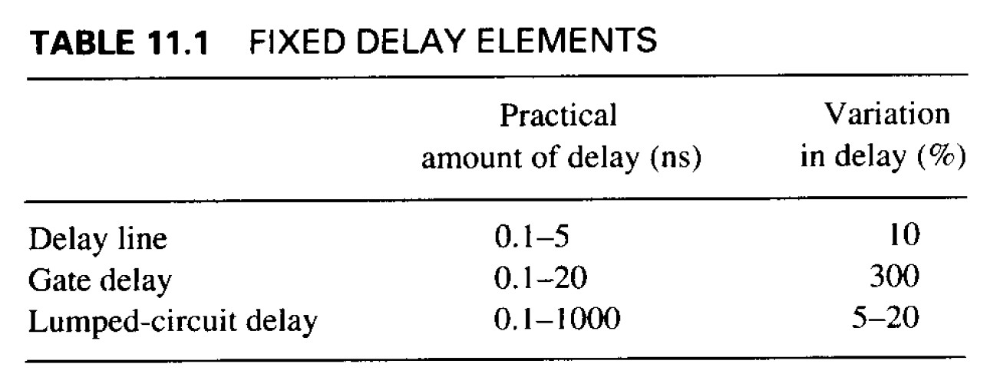 TABLE 11.1 FIXED DELAY ELEMENTS
Practical Variation
amount of delay (ns) in delay (%)
Delay line 0.1–5 10
Gate delay 0.1–20 300
Lumped-circuit delay 0.1–1000 5–20